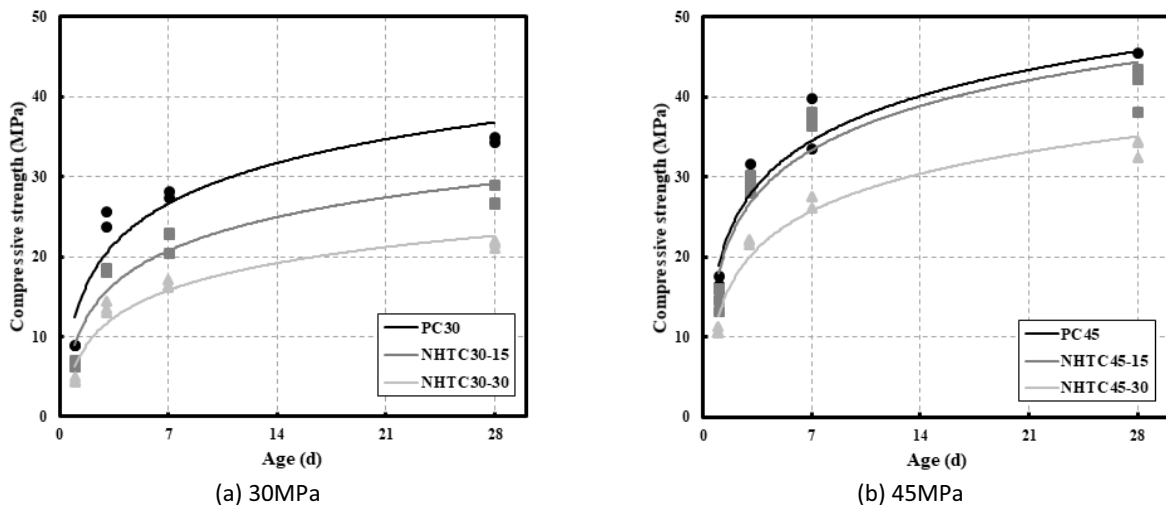 50
40
30
20
10
0
Compressive strength (MPa)
PC30
NHTC30-15
NHTC30-30
0 7 14 21 28
Age (d)
(a) 30MPa
50
40
30
20
10
0
Compressive strength (MPa)
PC45
NHTC45-15
NHTC45-30
0 7 14 21 28
Age (d)
(b) 45MPa